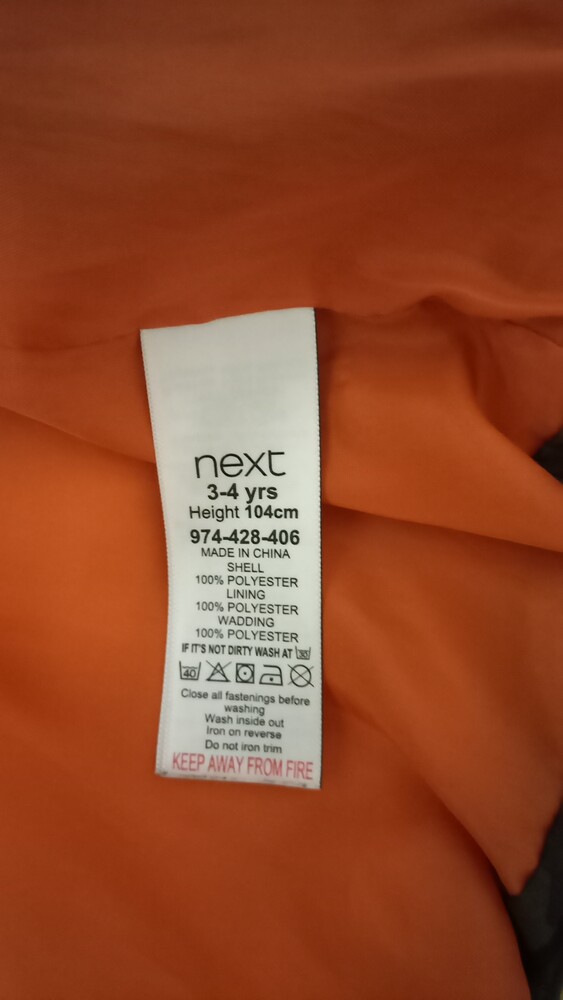 next
3-4 yrs
Height 104cm
974-428-406
MADE IN CHINA
SHELL
100% POLYESTER
LINING
100% POLYESTER
WADDING
100% POLYESTER
IF IT'S NOT DIRTY WASH AT 30
40
Close all fastenings before
washing
Wash inside out
Iron on reverse
Do not iron trim
KEEP AWAY FROM FIRE